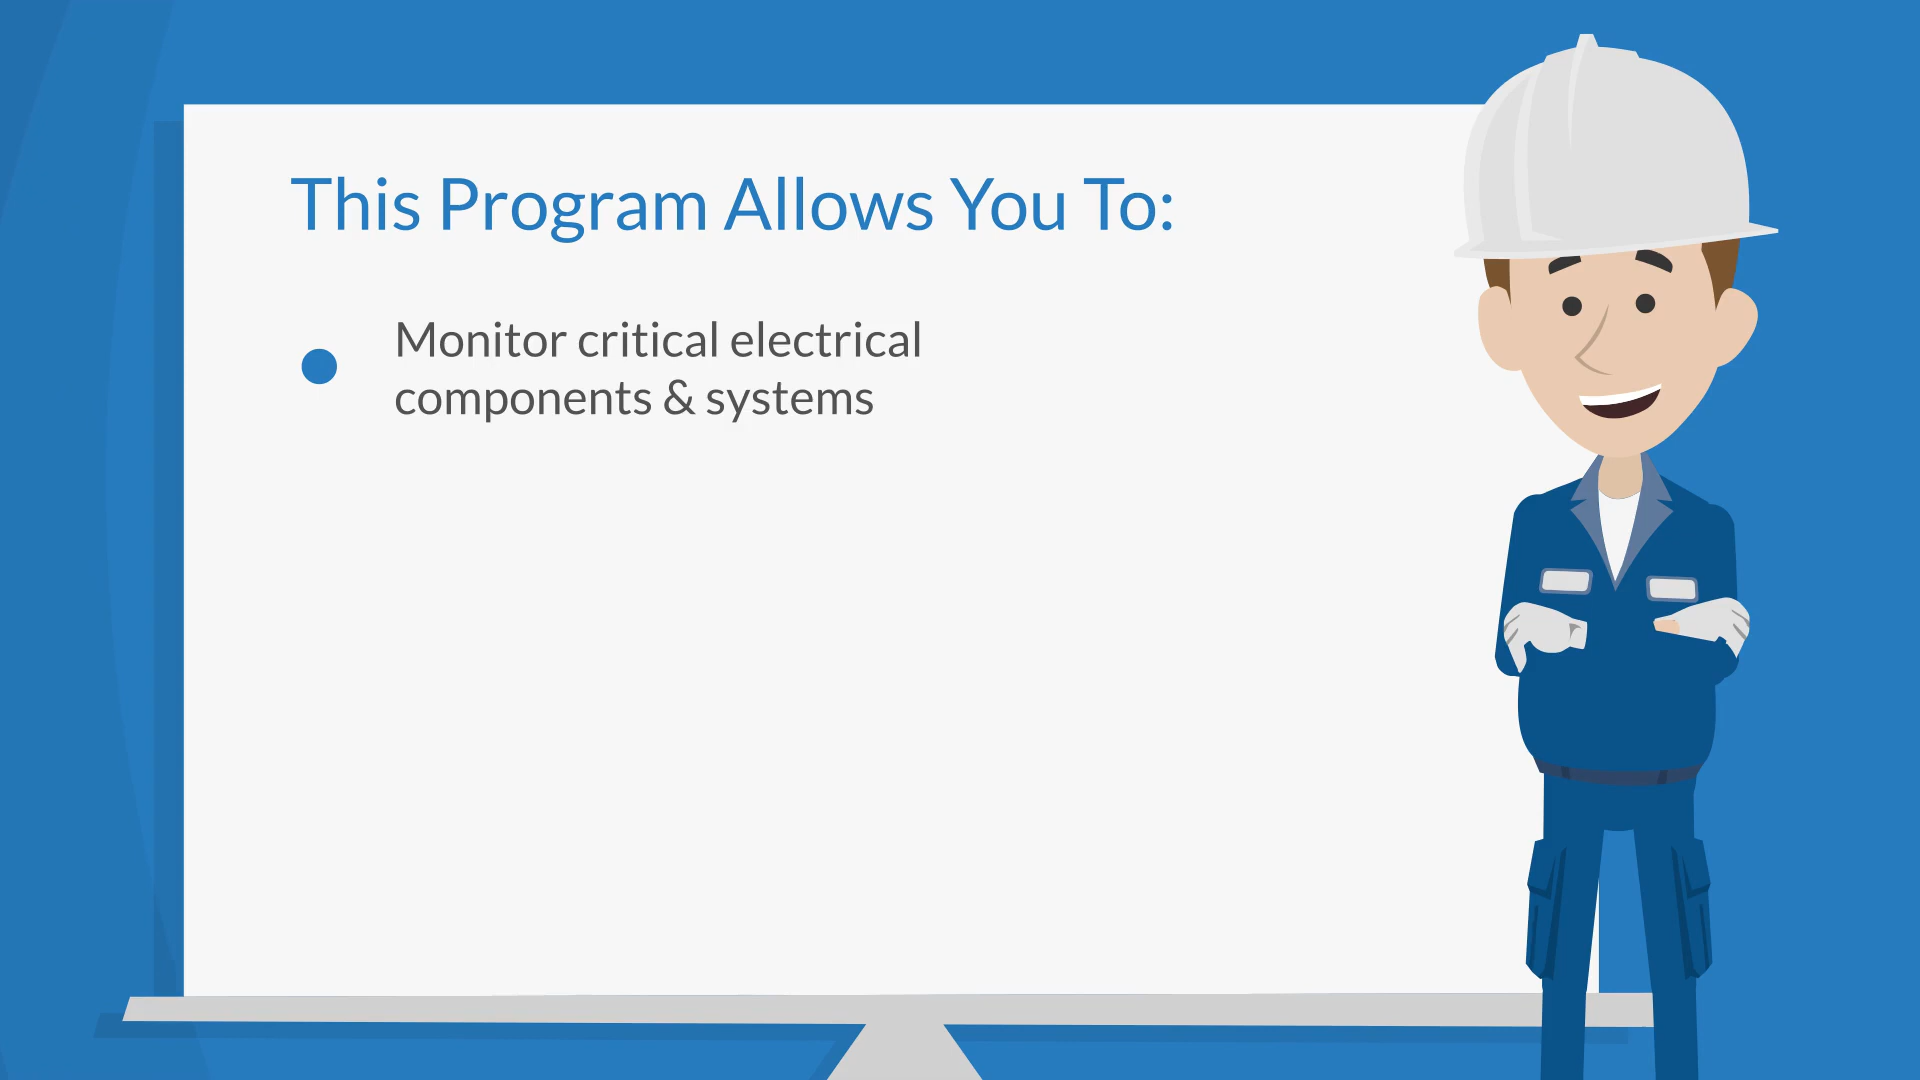 This Program Allows You To:
Monitor critical electrical
components & systems